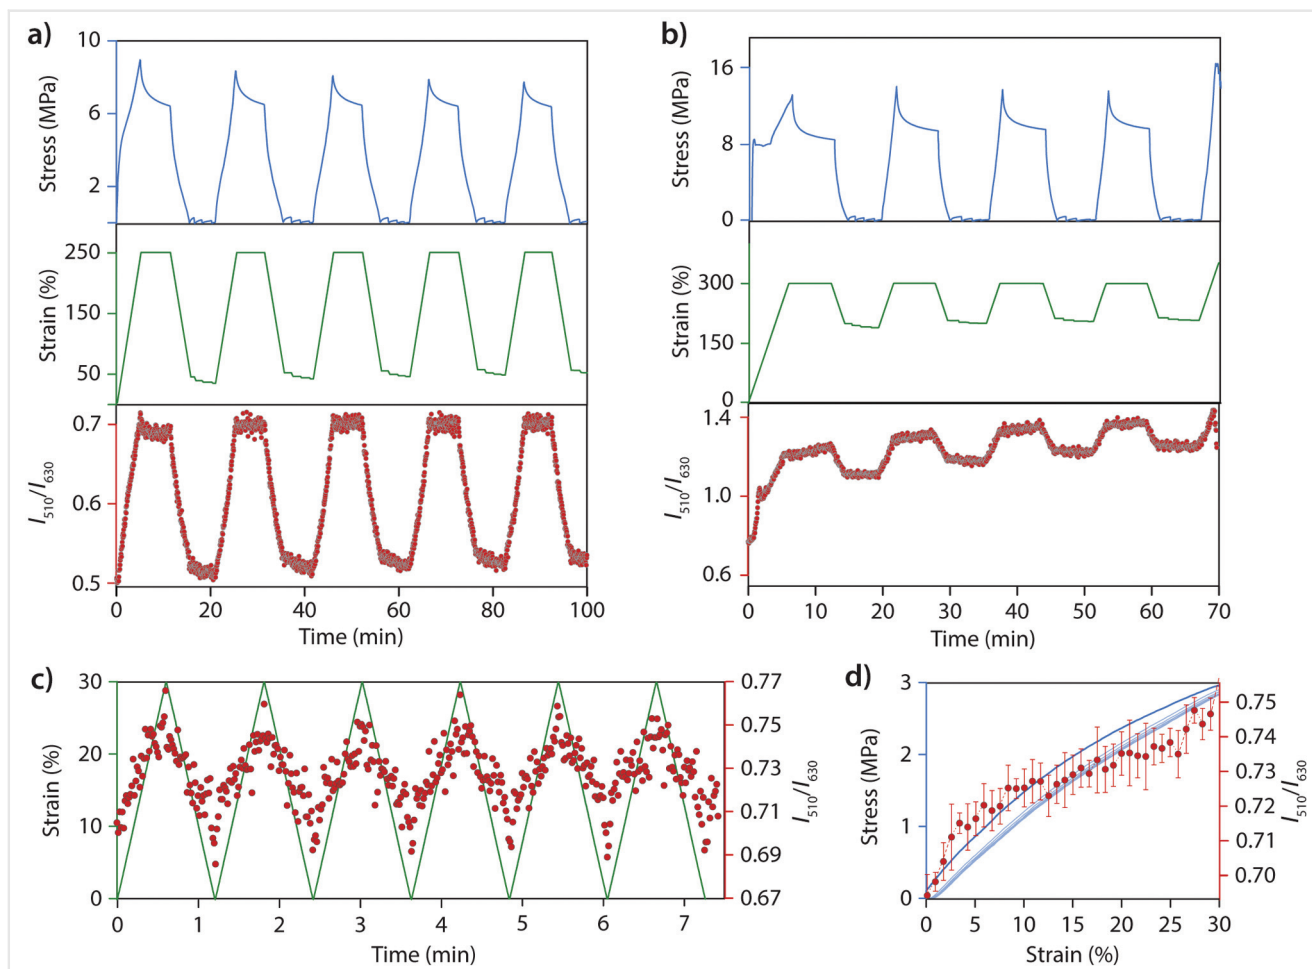 a)
10
6
2
Stress (MPa)
250
150
50
Strain (%)
0.7
0.6
0.5
I510/I630
0 20 40 60 80 100
Time (min)
b)
16
8
0
Stress (MPa)
300
150
0
Strain (%)
1.4
1.0
0.6
I510/I630
0 10 20 30 40 50 60 70
Time (min)
c)
30
20
10
0
Strain (%)
0.77
0.75
0.73
0.71
0.69
0.67
I510/I630
0 1 2 3 4 5 6 7
Time (min)
d)
3
2
1
0
Stress (MPa)
0.75
0.74
0.73
0.72
0.71
0.70
I510/I630
0 5 10 15 20 25 30
Strain (%)